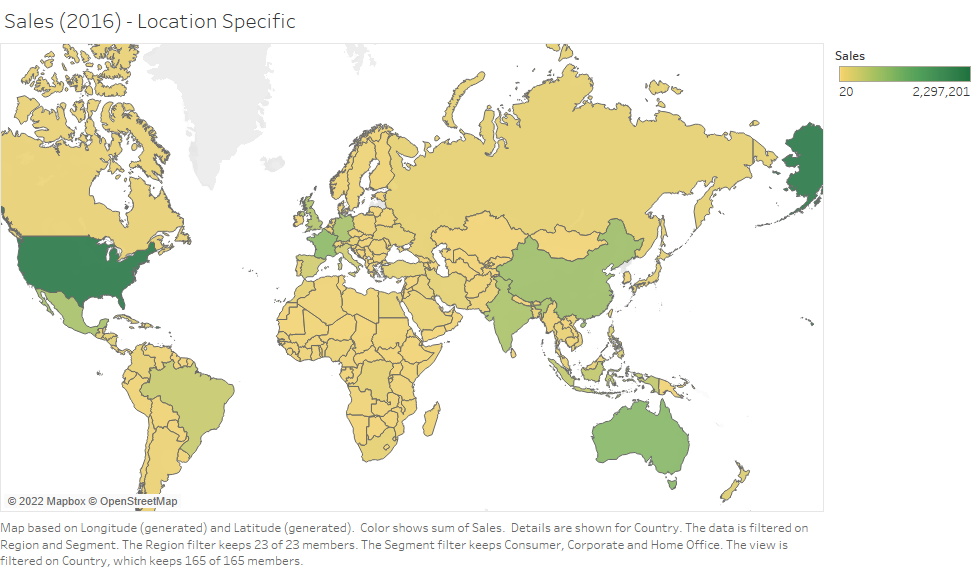 Sales (2016) - Location Specific
Sales
20 2,297,201
© 2022 Mapbox © OpenStreetMap
Map based on Longitude (generated) and Latitude (generated). Color shows sum of Sales. Details are shown for Country. The data is filtered on
Region and Segment. The Region filter keeps 23 of 23 members. The Segment filter keeps Consumer, Corporate and Home Office. The view is
filtered on Country, which keeps 165 of 165 members.